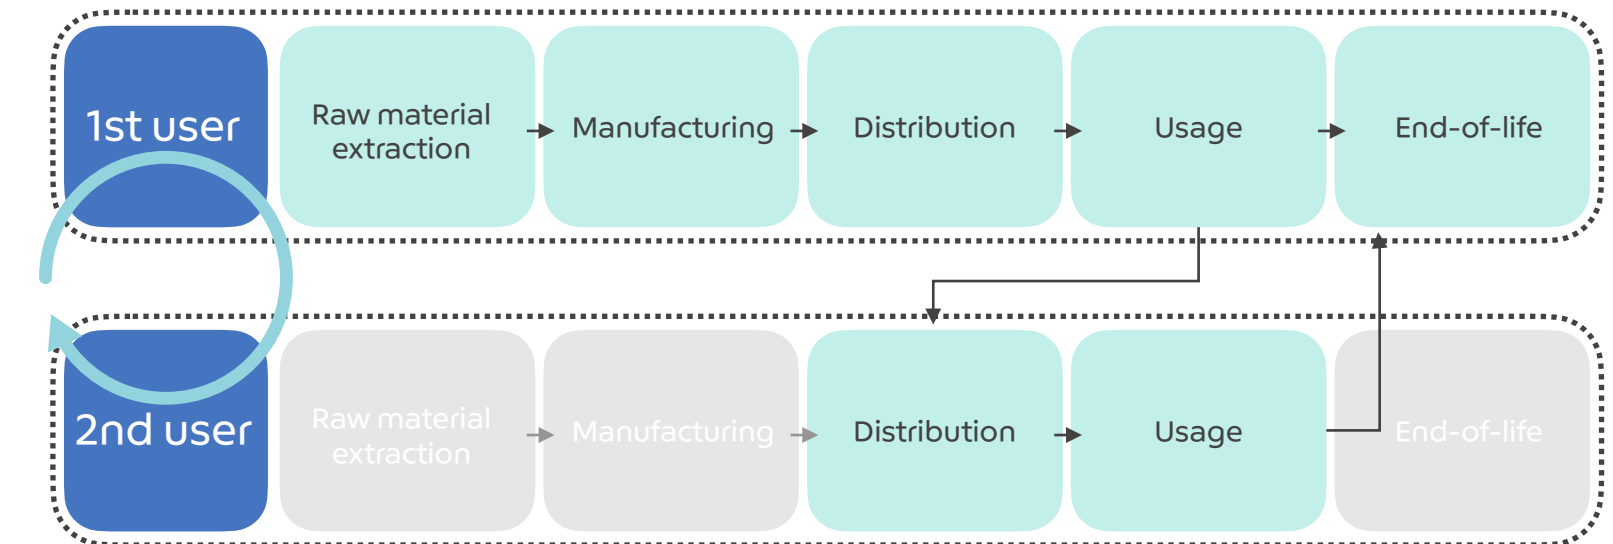 1st user
Raw material
extraction
Manufacturing
Distribution
Usage
End-of-life
2nd user
Raw material
extraction
Manufacturing
Distribution
Usage
End-of-life